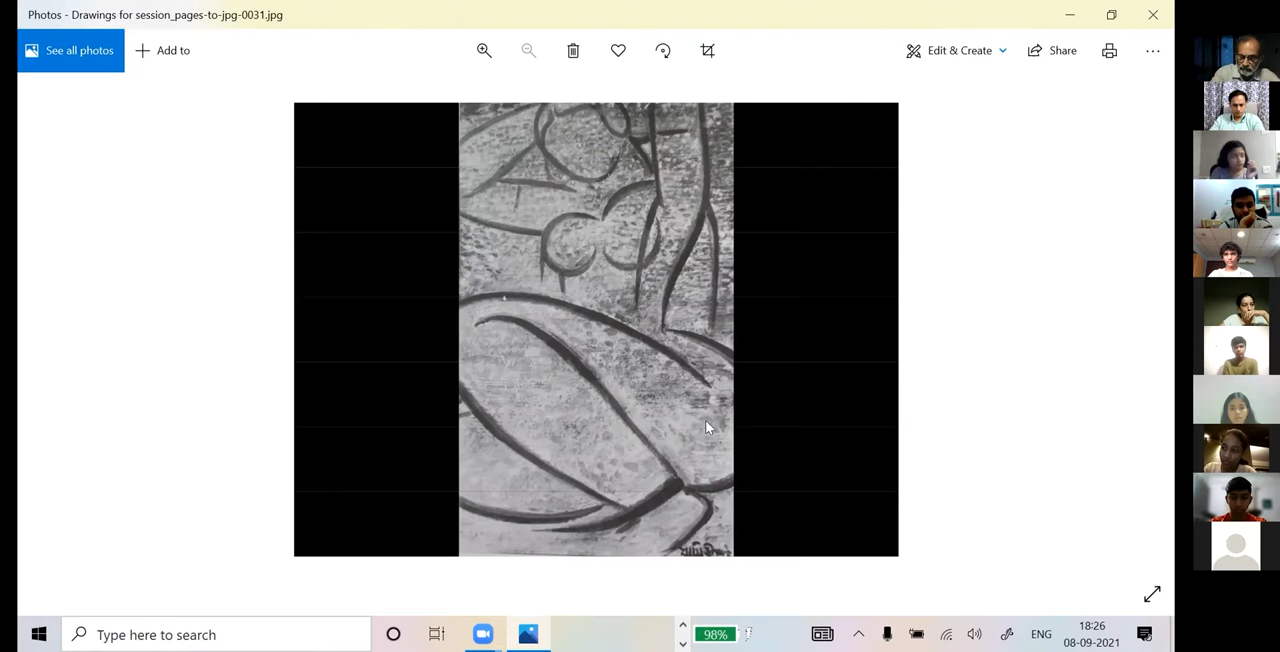 Photos - Drawings for session_pages-to-jpg-0031.jpg
See all photos
Add to
Edit & Create
Share
Type here to search
98%
ENG
18:26
08-09-2021